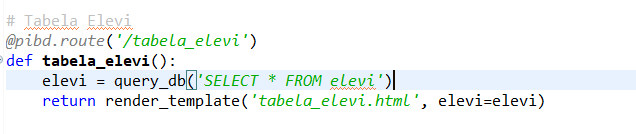 # Tabela Elevi
@pibd.route('/tabela_elevi')
def tabela_elevi():
    elevi = query_db('SELECT * FROM elevi')
    return render_template('tabela_elevi.html', elevi=elevi)